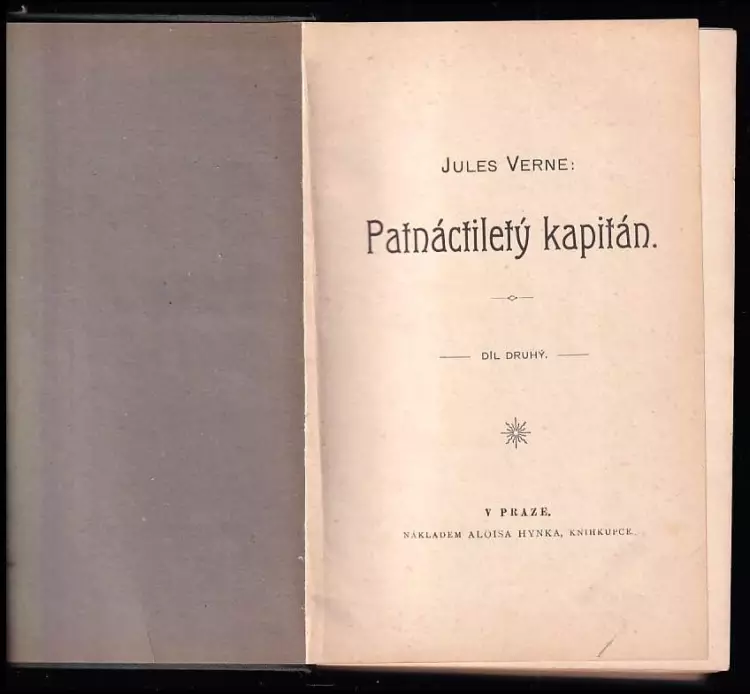 JULES VERNE:
Patnáctiletý kapitán.
DÍL DRUHÝ.
V PRAZE.
NÁKLADEM ALOISA HYNKA, KNIHKUPCE.